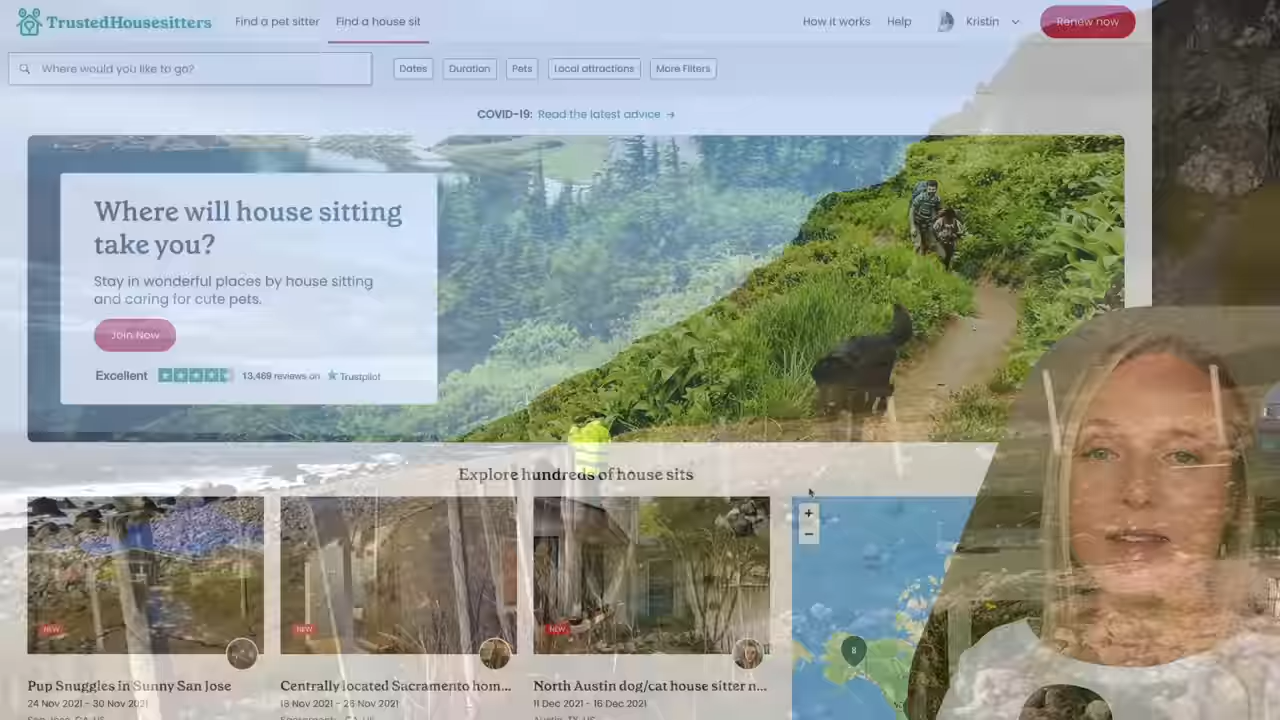 TrustedHousesitters
Find a pet sitter
Find a house sit
How it works
Help
Kristin
Renew now
Where would you like to go?
Dates
Duration
Pets
Local attractions
More Filters
COVID-19: Read the latest advice →
Where will house sitting
take you?
Stay in wonderful places by house sitting
and caring for cute pets.
Join Now
Excellent
13,469 reviews on
Trustpilot
Explore hundreds of house sits
+
−
8
NEW
NEW
NEW
Pup Snuggles in Sunny San Jose
24 Nov 2021 - 30 Nov 2021
Centrally located Sacramento hom...
18 Nov 2021 - 26 Nov 2021
North Austin dog/cat house sitter n...
11 Dec 2021 - 16 Dec 2021